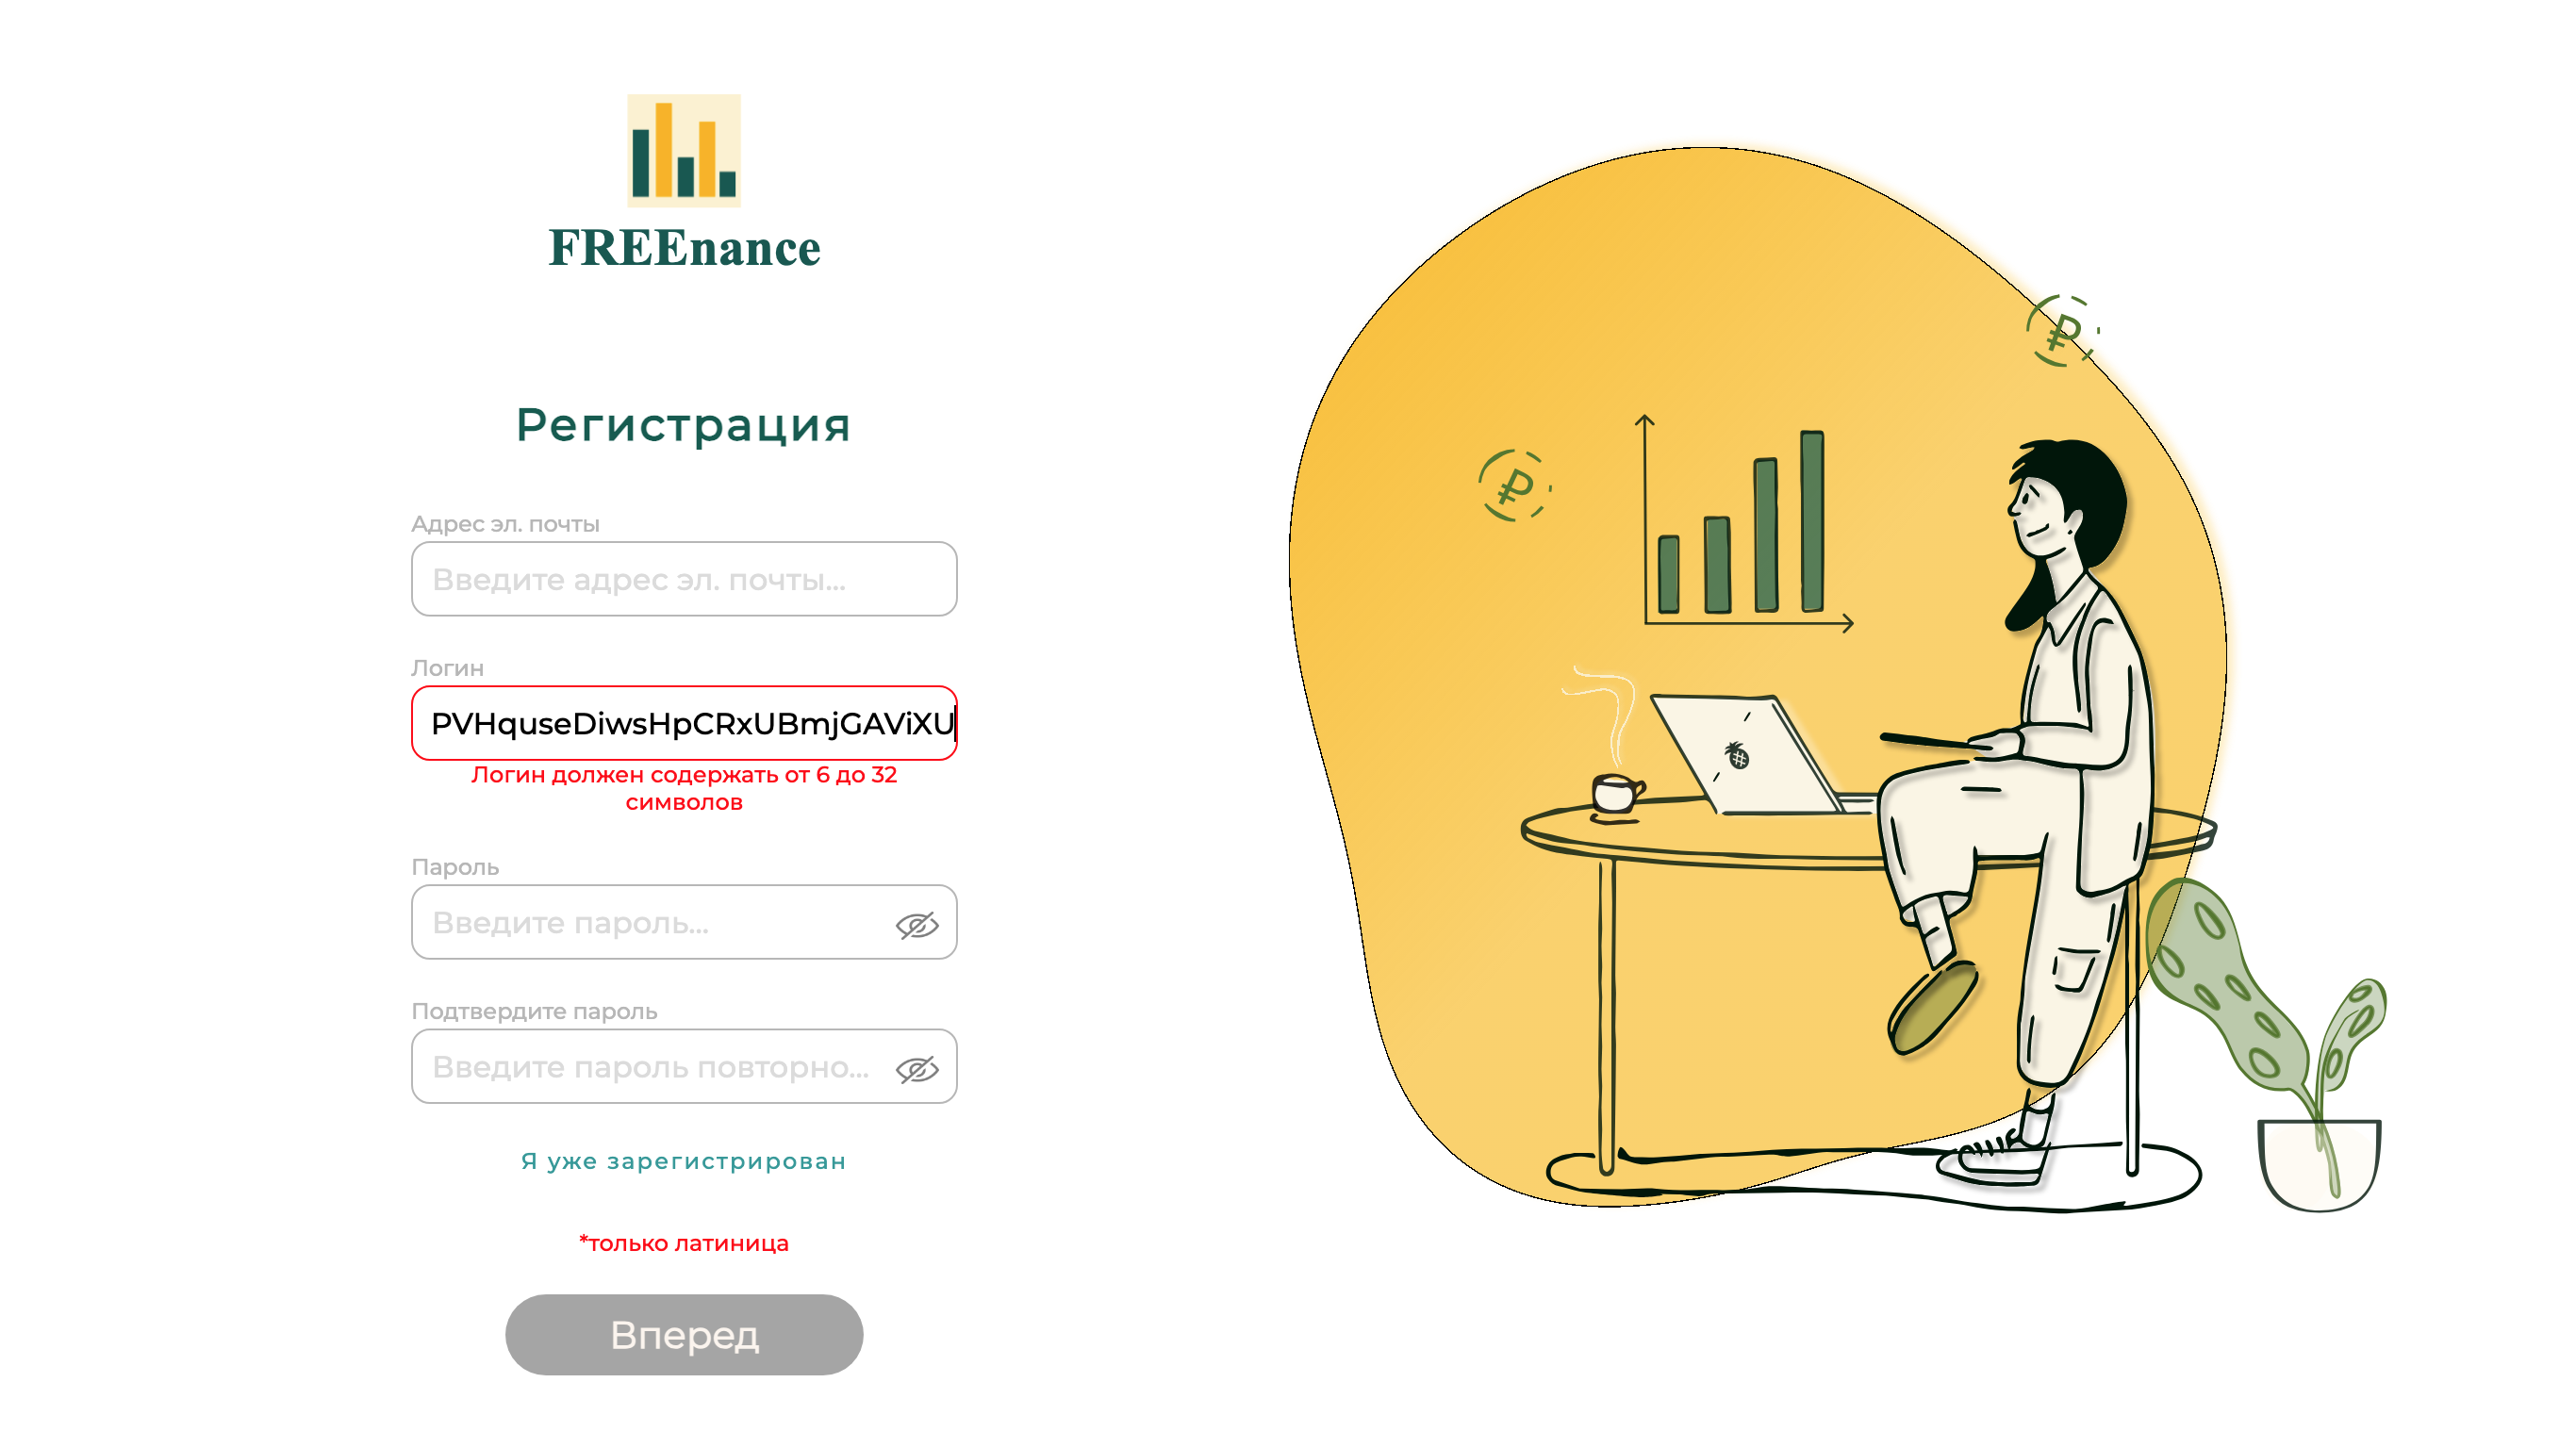 FREEnance
Регистрация
Адрес эл. почты
Введите адрес эл. почты...
Логин
PVHquseDiwsHpCRxUBmjGAViXU
Логин должен содержать от 6 до 32
символов
Пароль
Введите пароль...
Подтвердите пароль
Введите пароль повторно...
Я уже зарегистрирован
*только латиница
Вперед
₽
₽